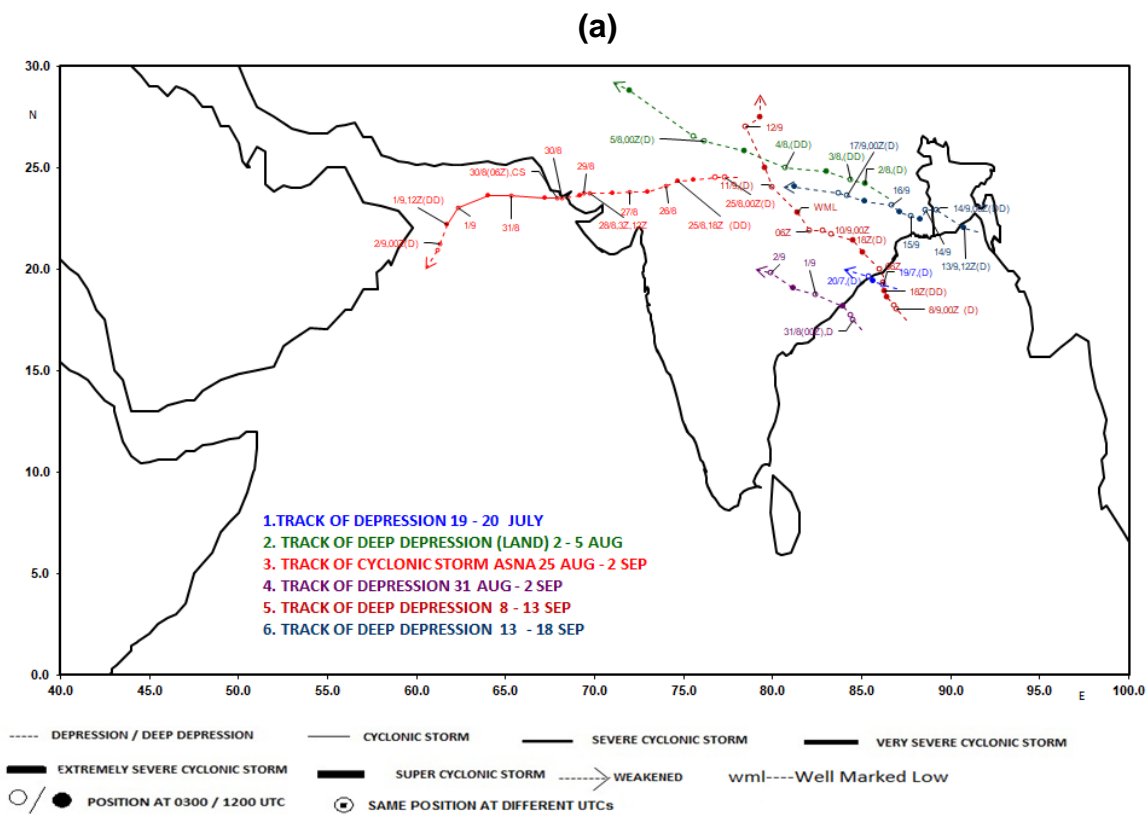 (a)
30.0
N
25.0
20.0
15.0
10.0
5.0
0.0
40.0 45.0 50.0 55.0 60.0 65.0 70.0 75.0 80.0 85.0 90.0 95.0 100.0
E
12/9
5/8,00Z(D)
4/8,(DD)
17/9,00Z(D)
3/8,(DD)
2/8,(D)
30/8
30/8(06Z),CS
29/8
11/9,(D)
25/8,00Z(D)
16/9
1/9,12Z(DD)
27/8
26/8
WML
14/9,
1/9
31/8
28/8,3Z,12Z
25/8,18Z (DD)
06Z
10/9,00Z
18Z(D)
15/9
14/9
2/9,00Z(D)
13/9,12Z(D)
2/9
1/9
20/7,(D)
19/7,(D)
18Z(DD)
8/9,00Z (D)
31/8(00Z),D
1.TRACK OF DEPRESSION 19 - 20 JULY
2. TRACK OF DEEP DEPRESSION (LAND) 2 - 5 AUG
3. TRACK OF CYCLONIC STORM ASNA 25 AUG - 2 SEP
4. TRACK OF DEPRESSION 31 AUG - 2 SEP
5. TRACK OF DEEP DEPRESSION 8 - 13 SEP
6. TRACK OF DEEP DEPRESSION 13 - 18 SEP
DEPRESSION / DEEP DEPRESSION CYCLONIC STORM SEVERE CYCLONIC STORM VERY SEVERE CYCLONIC STORM
EXTREMELY SEVERE CYCLONIC STORM SUPER CYCLONIC STORM WEAKENED wml----Well Marked Low
POSITION AT 0300 / 1200 UTC SAME POSITION AT DIFFERENT UTCs